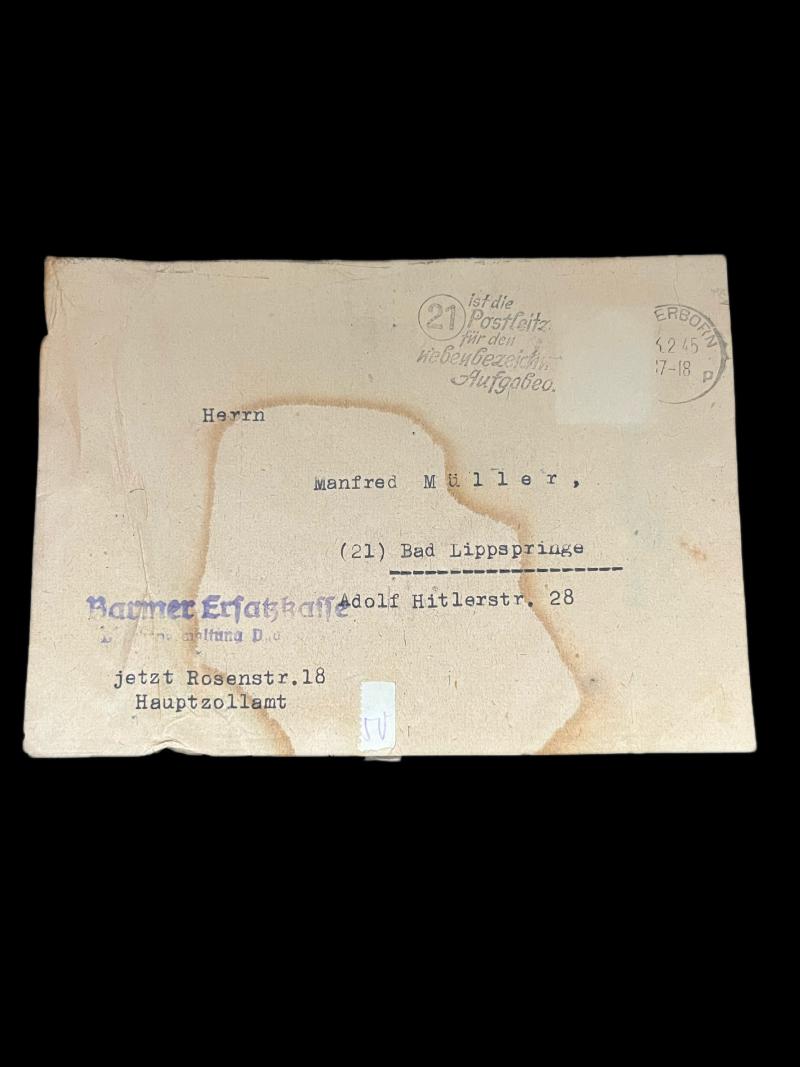 21 ist die
Postleitz
für den
nebenbezeichn
Aufgabeo.
ERBORN
.2.45
17-18
p
Herrn
Manfred Müller,
(21) Bad Lippspringe
Adolf Hitlerstr. 28
Barmer Ersatzkasse
jetzt Rosenstr.18
Hauptzollamt